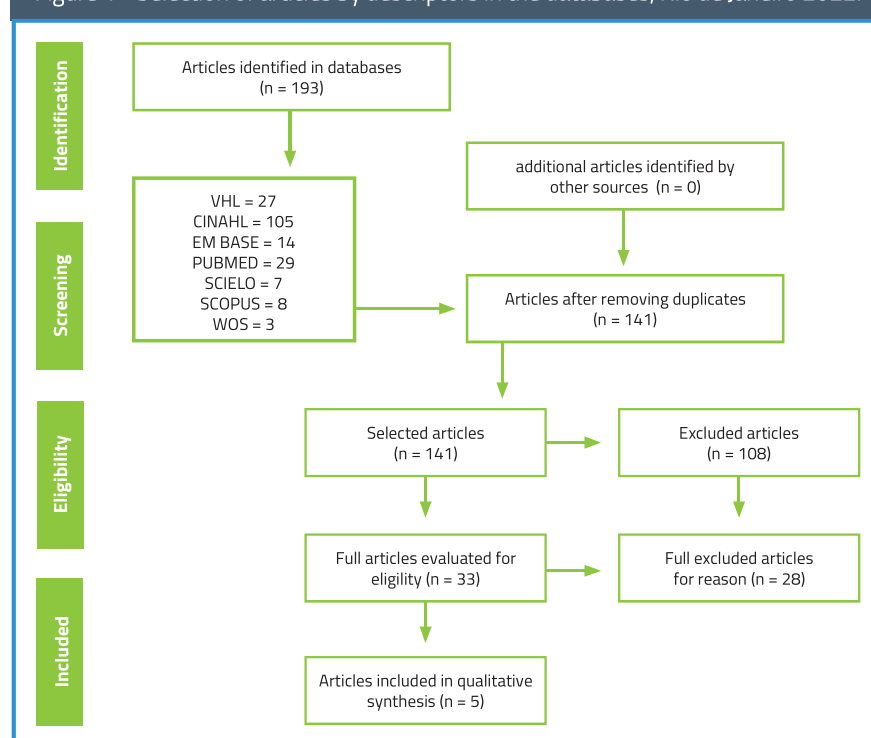 Identification
Articles identified in databases
(n = 193)
additional articles identified by
other sources (n = 0)
VHL = 27
CINAHL = 105
EM BASE = 14
PUBMED = 29
SCIELO = 7
SCOPUS = 8
WOS = 3
Screening
Articles after removing duplicates
(n = 141)
Eligibility
Selected articles
(n = 141)
Excluded articles
(n = 108)
Full articles evaluated for
eligility (n = 33)
Full excluded articles
for reason (n = 28)
Included
Articles included in qualitative
synthesis (n = 5)